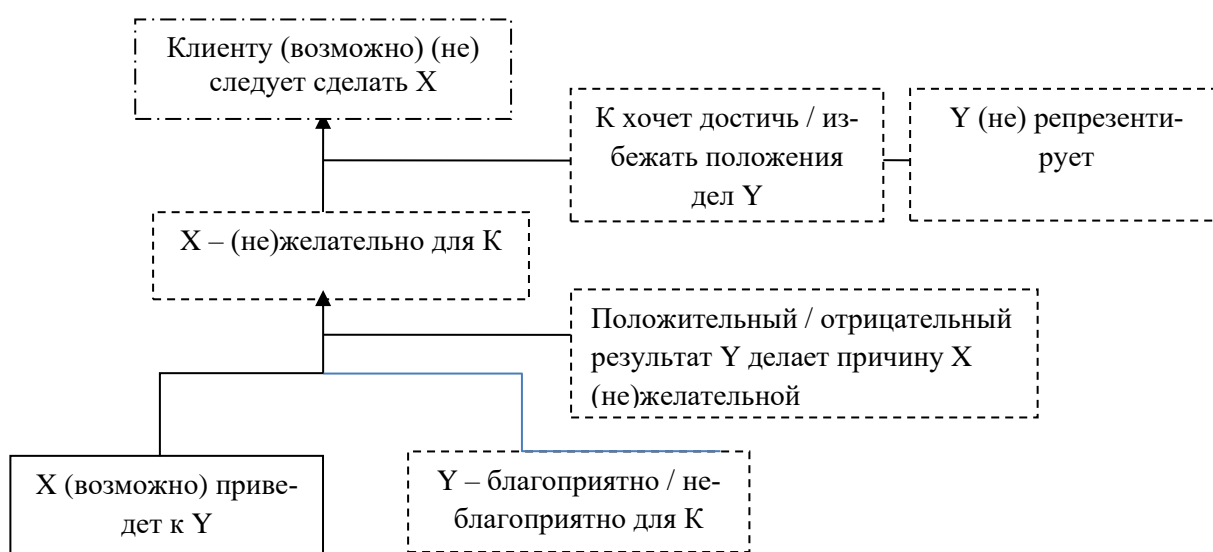 Клиенту (возможно) (не)
следует сделать X
К хочет достичь / из-
бежать положения
дел Y
Y (не) репрезенти-
рует
X – (не)желательно для К
Положительный / отрицательный
результат Y делает причину X
(не)желательной
X (возможно) приве-
дет к Y
Y – благоприятно / не-
благоприятно для К